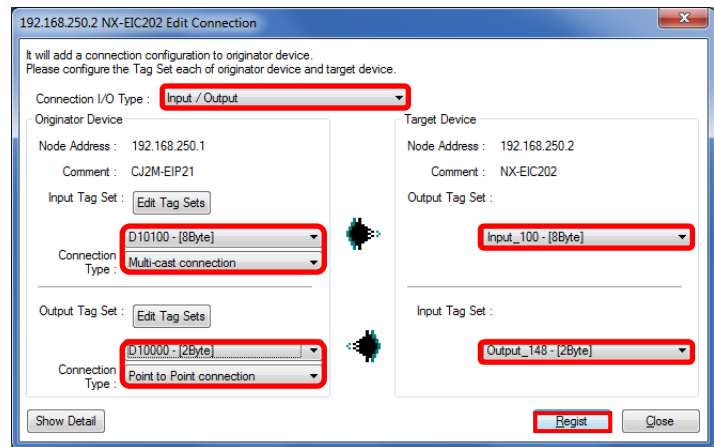 192.168.250.2 NX-EIC202 Edit Connection
It will add a connection configuration to originator device.
Please configure the Tag Set each of originator device and target device.
Connection I/O Type : Input / Output
Originator Device
Node Address : 192.168.250.1
Comment : CJ2M-EIP21
Input Tag Set : Edit Tag Sets
D10100 - [8Byte]
Connection Type : Multi-cast connection
Output Tag Set : Edit Tag Sets
D10000 - [2Byte]
Connection Type : Point to Point connection
Target Device
Node Address : 192.168.250.2
Comment : NX-EIC202
Output Tag Set :
Input_100 - [8Byte]
Input Tag Set :
Output_148 - [2Byte]
Show Detail
Regist
Close